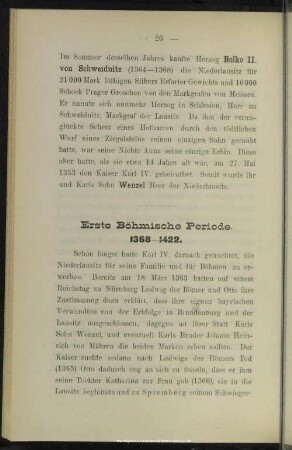 — 26 —
Im Sommer desselben Jahres kaufte Herzog Bolko II.
von Schweidnitz (1364—1368) die Niederlausitz für
21000 Mark löthigen Silbers Erfurter Gewichts und 10000
Schock Prager Groschen von den Markgrafen von Meissen.
Er nannte sich nunmehr Herzog in Schlesien, Herr zu
Schweidnitz, Markgraf der Lausitz. Da ihm der verun-
glückte Scherz eines Hofnarren durch den tödtlichen
Wurf eines Ziegelsteins seinen einzigen Sohn geraubt
hatte, war seine Nichte Anna seine einzige Erbin. Diese
aber hatte, als sie etwa 14 Jahre alt war, am 27. Mai
1353 den Kaiser Karl IV. geheirathet. Somit wurde ihr
und Karls Sohn Wenzel Herr der Niederlausitz.
Erste Böhmische Periode
1368—1422.
Schon längst hatte Karl IV. darnach getrachtet, die
Niederlausitz für seine Familie und für Böhmen zu er-
werben. Bereits am 18. März 1363 hatten auf einem
Reichstag zu Nürnberg Ludwig der Römer und Otto ihre
Zustimmung dazu erklärt, dass ihre eignen bayrischen
Verwandten von der Erbfolge in Brandenburg und der
Lausitz ausgeschlossen, dagegen an ihrer Statt Karls
Sohn Wenzel, und eventuell Karls Bruder Johann Hein-
rich von Mähren die beiden Marken erben sollten. Der
Kaiser suchte sodann nach Ludwigs des Römers Tod
(1365) Otto dadurch eng an sich zu fesseln, dass er ihm
seine Tochter Katharina zur Frau gab (1366), sie in die
Lausitz begleitete und zu Spremberg seinem Schwieger-